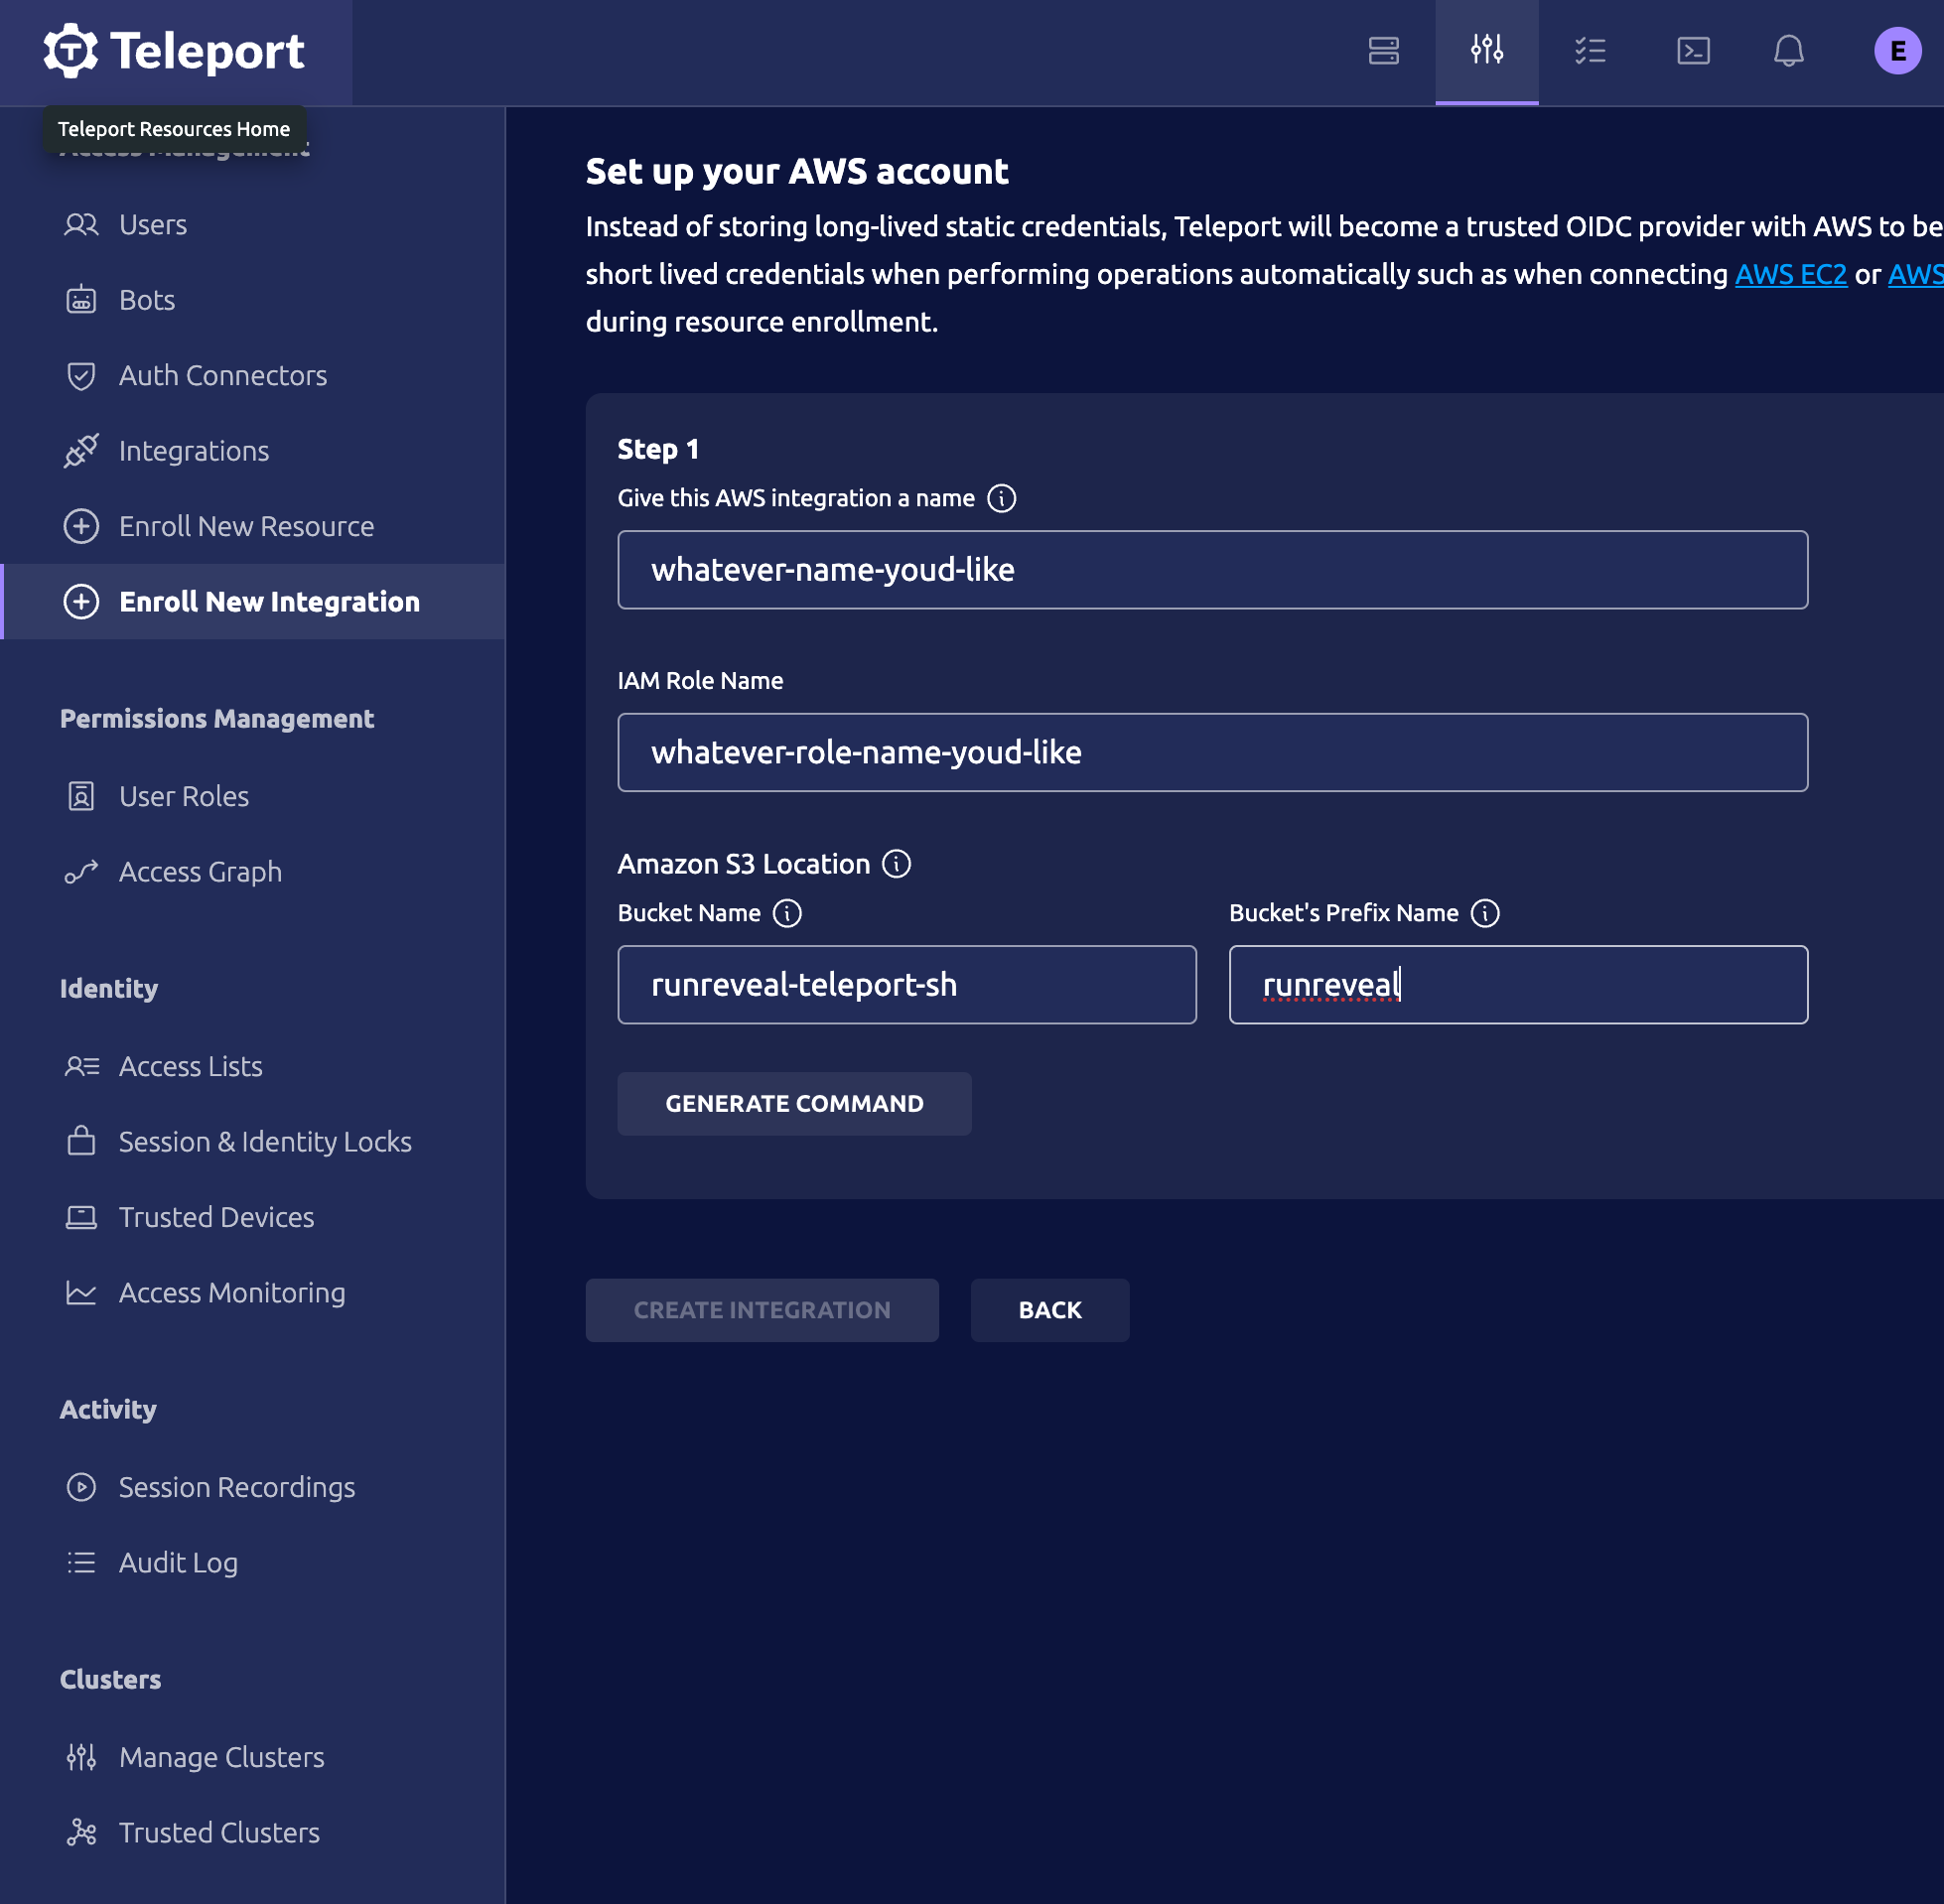 Teleport
E
Teleport Resources Home
Access Management
Users
Bots
Auth Connectors
Integrations
Enroll New Resource
Enroll New Integration
Permissions Management
User Roles
Access Graph
Identity
Access Lists
Session & Identity Locks
Trusted Devices
Access Monitoring
Activity
Session Recordings
Audit Log
Clusters
Manage Clusters
Trusted Clusters
Set up your AWS account
Instead of storing long-lived static credentials, Teleport will become a trusted OIDC provider with AWS to be
short lived credentials when performing operations automatically such as when connecting AWS EC2 or AWS
during resource enrollment.
Step 1
Give this AWS integration a name
whatever-name-youd-like
IAM Role Name
whatever-role-name-youd-like
Amazon S3 Location
Bucket Name Bucket's Prefix Name
runreveal-teleport-sh runreveal
GENERATE COMMAND
CREATE INTEGRATION BACK